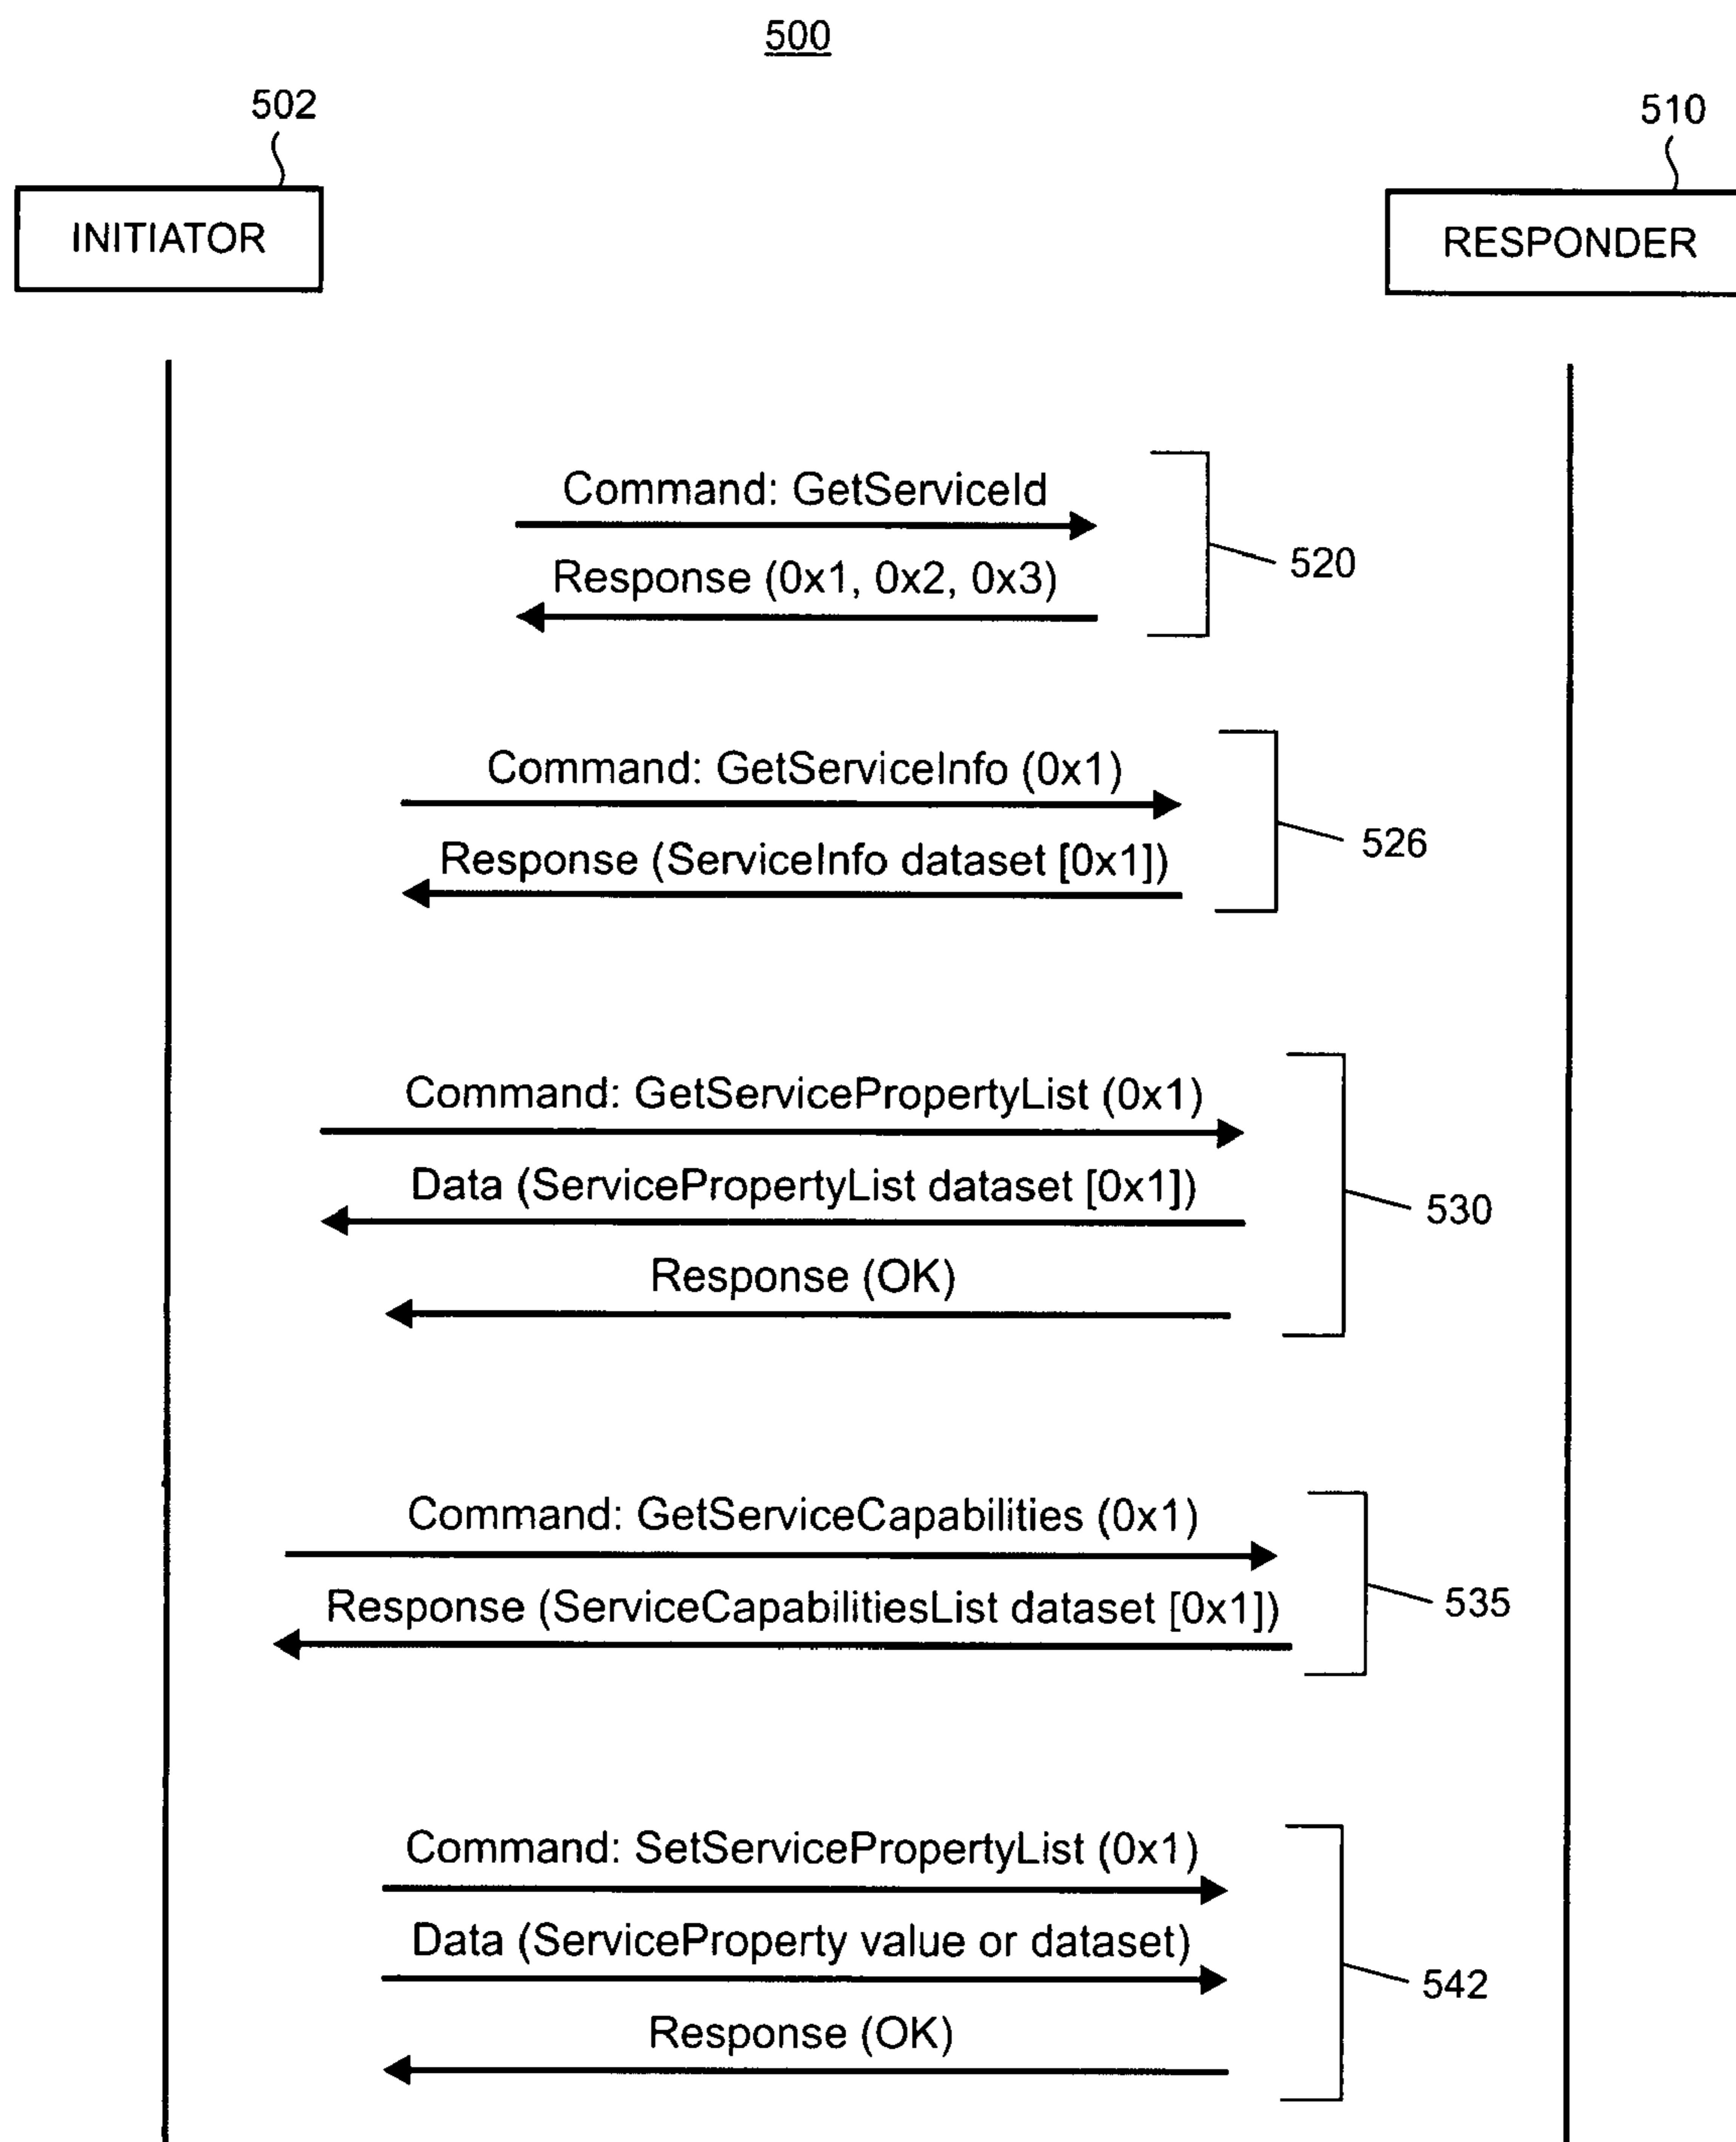 500
502
510
INITIATOR
RESPONDER
Command: GetServiceId
Response (0x1, 0x2, 0x3)
520
Command: GetServiceInfo (0x1)
Response (ServiceInfo dataset [0x1])
526
Command: GetServicePropertyList (0x1)
Data (ServicePropertyList dataset [0x1])
Response (OK)
530
Command: GetServiceCapabilities (0x1)
Response (ServiceCapabilitiesList dataset [0x1])
535
Command: SetServicePropertyList (0x1)
Data (ServiceProperty value or dataset)
Response (OK)
542